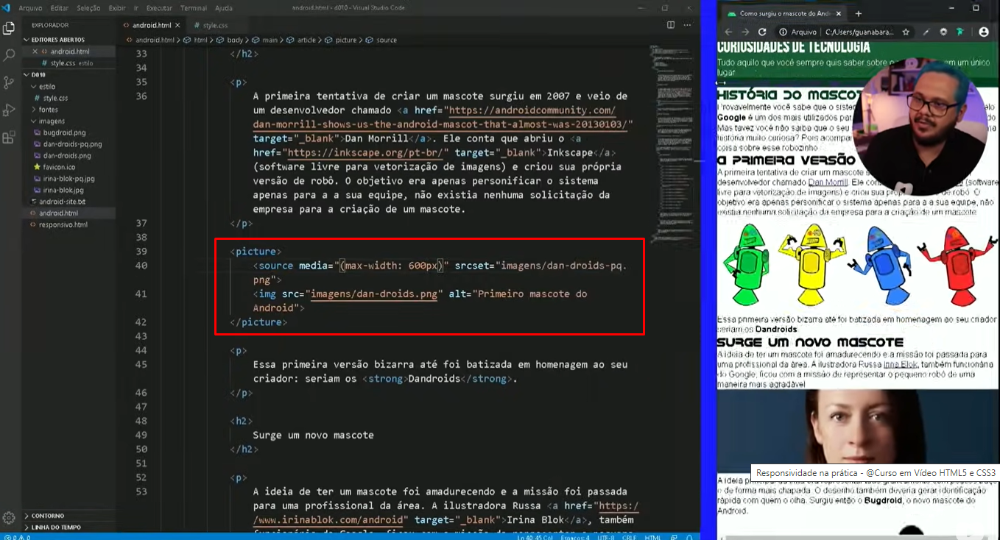 Arquivo Editar Seleção Exibir Ir Executar Terminal Ajuda
android.html - d010 - Visual Studio Code
EXPLORADOR
EDITORES ABERTOS
android.html
style.css estilo
D010
estilo
style.css
fontes
imagens
bugdroid.png
dan-droids-pq.png
dan-droids.png
favicon.ico
irina-blok-pq.jpg
irina-blok.jpg
android-site.txt
android.html
responsivo.html
CONTORNO
LINHA DO TEMPO
android.html style.css
android.html > html > body > main > article > picture > source
33 </h2>
34
35 <p>
36 A primeira tentativa de criar um mascote surgiu em 2007 e veio de
um desenvolvedor chamado <a href="https://androidcommunity.com/
dan-morrill-shows-us-the-android-mascot-that-almost-was-20130103/"
target="_blank">Dan Morrill</a>. Ele conta que abriu o <a
href="https://inkscape.org/pt-br/" target="_blank">Inkscape</a>
(software livre para vetorização de imagens) e criou sua própria
versão de robô. O objetivo era apenas personificar o sistema
apenas para a a sua equipe, não existia nenhuma solicitação da
empresa para a criação de um mascote.
37 </p>
38
39 <picture>
40 <source media="(max-width: 600px)" srcset="imagens/dan-droids-pq.
png">
41 <img src="imagens/dan-droids.png" alt="Primeiro mascote do
Android">
42 </picture>
43
44 <p>
45 Essa primeira versão bizarra até foi batizada em homenagem ao seu
criador: seriam os <strong>Dandroids</strong>.
46 </p>
47
48 <h2>
49 Surge um novo mascote
50 </h2>
51
52 <p>
53 A ideia de ter um mascote foi amadurecendo e a missão foi passada
para uma profissional da área. A ilustradora Russa <a href="https:/
/www.irinablok.com/android" target="_blank">Irina Blok</a>, também
Ln 40, 45 Col Espaços: 4 UTF-8 CRLF HTML
Como surgiu o mascote do Andr
Arquivo C:/Users/guanabara...
CURIOSIDADES DE TECNOLOGIA
Tudo aquilo que você sempre quis saber sobre o em um único
lugar
HISTÓRIA DO MASCOT
Provavelmente você sabe que o sistem elo
Google é um dos mais utilizados par
Mas tavez você não saiba que o seu ma
história muito curiosa? Pois acompar
coisa sobre esse robozinho
A PRIMEIRA VERSÃO
A primeira tentativa de criar um mascote s
desenvolvedor chamado Dan Morrill. Ele con (software
livre para vetorização de imagens) e criou sua próp de robô. O
objetivo era apenas personificar o sistema apenas para a a sua equipe, não
existia nenhuma solicitação da empresa para a criação de um mascote.
Essa primeira versão bizarra até foi batizada em homenagem ao seu criador
seriam os Dandroids
SURGE UM NOVO MASCOTE
A ideia de ter um mascote foi amadurecendo e a missão foi passada para
uma profissional da área. A ilustradora Russa Irina Blok, também funcionária
do Google, ficou com a missão de representar o pequeno robô de uma
maneira mais agradável
Responsividade na prática - @Curso em Vídeo HTML5 e CSS3
e de forma mais chapada. O desenho também deveria gerar identificação
rápida com quem o olha. Surgiu então o Bugdroid, o novo mascote do
Android.